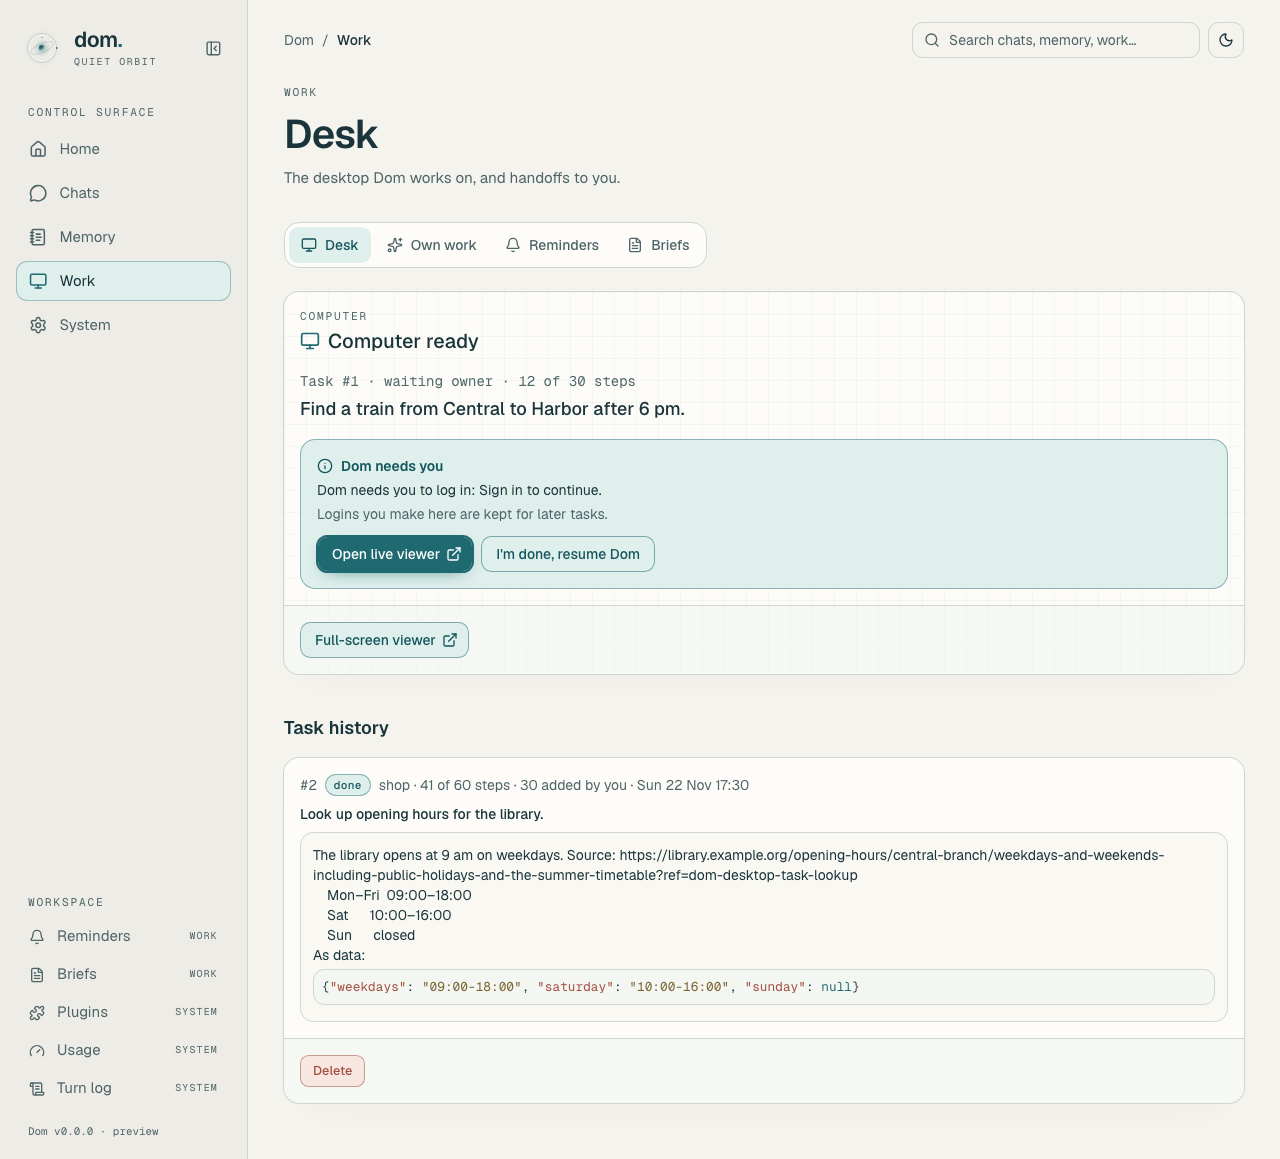 dom.
QUIET ORBIT
CONTROL SURFACE
Home
Chats
Memory
Work
System
WORKSPACE
Reminders WORK
Briefs WORK
Plugins SYSTEM
Usage SYSTEM
Turn log SYSTEM
Dom v0.0.0 · preview
Dom / Work
Search chats, memory, work…
WORK
Desk
The desktop Dom works on, and handoffs to you.
Desk Own work Reminders Briefs
COMPUTER
Computer ready
Task #1 · waiting owner · 12 of 30 steps
Find a train from Central to Harbor after 6 pm.
Dom needs you
Dom needs you to log in: Sign in to continue.
Logins you make here are kept for later tasks.
Open live viewer I'm done, resume Dom
Full-screen viewer
Task history
#2 done shop · 41 of 60 steps · 30 added by you · Sun 22 Nov 17:30
Look up opening hours for the library.
The library opens at 9 am on weekdays. Source: https://library.example.org/opening-hours/central-branch/weekdays-and-weekends-
including-public-holidays-and-the-summer-timetable?ref=dom-desktop-task-lookup
Mon–Fri 09:00–18:00
Sat 10:00–16:00
Sun closed
As data:
{"weekdays": "09:00-18:00", "saturday": "10:00-16:00", "sunday": null}
Delete